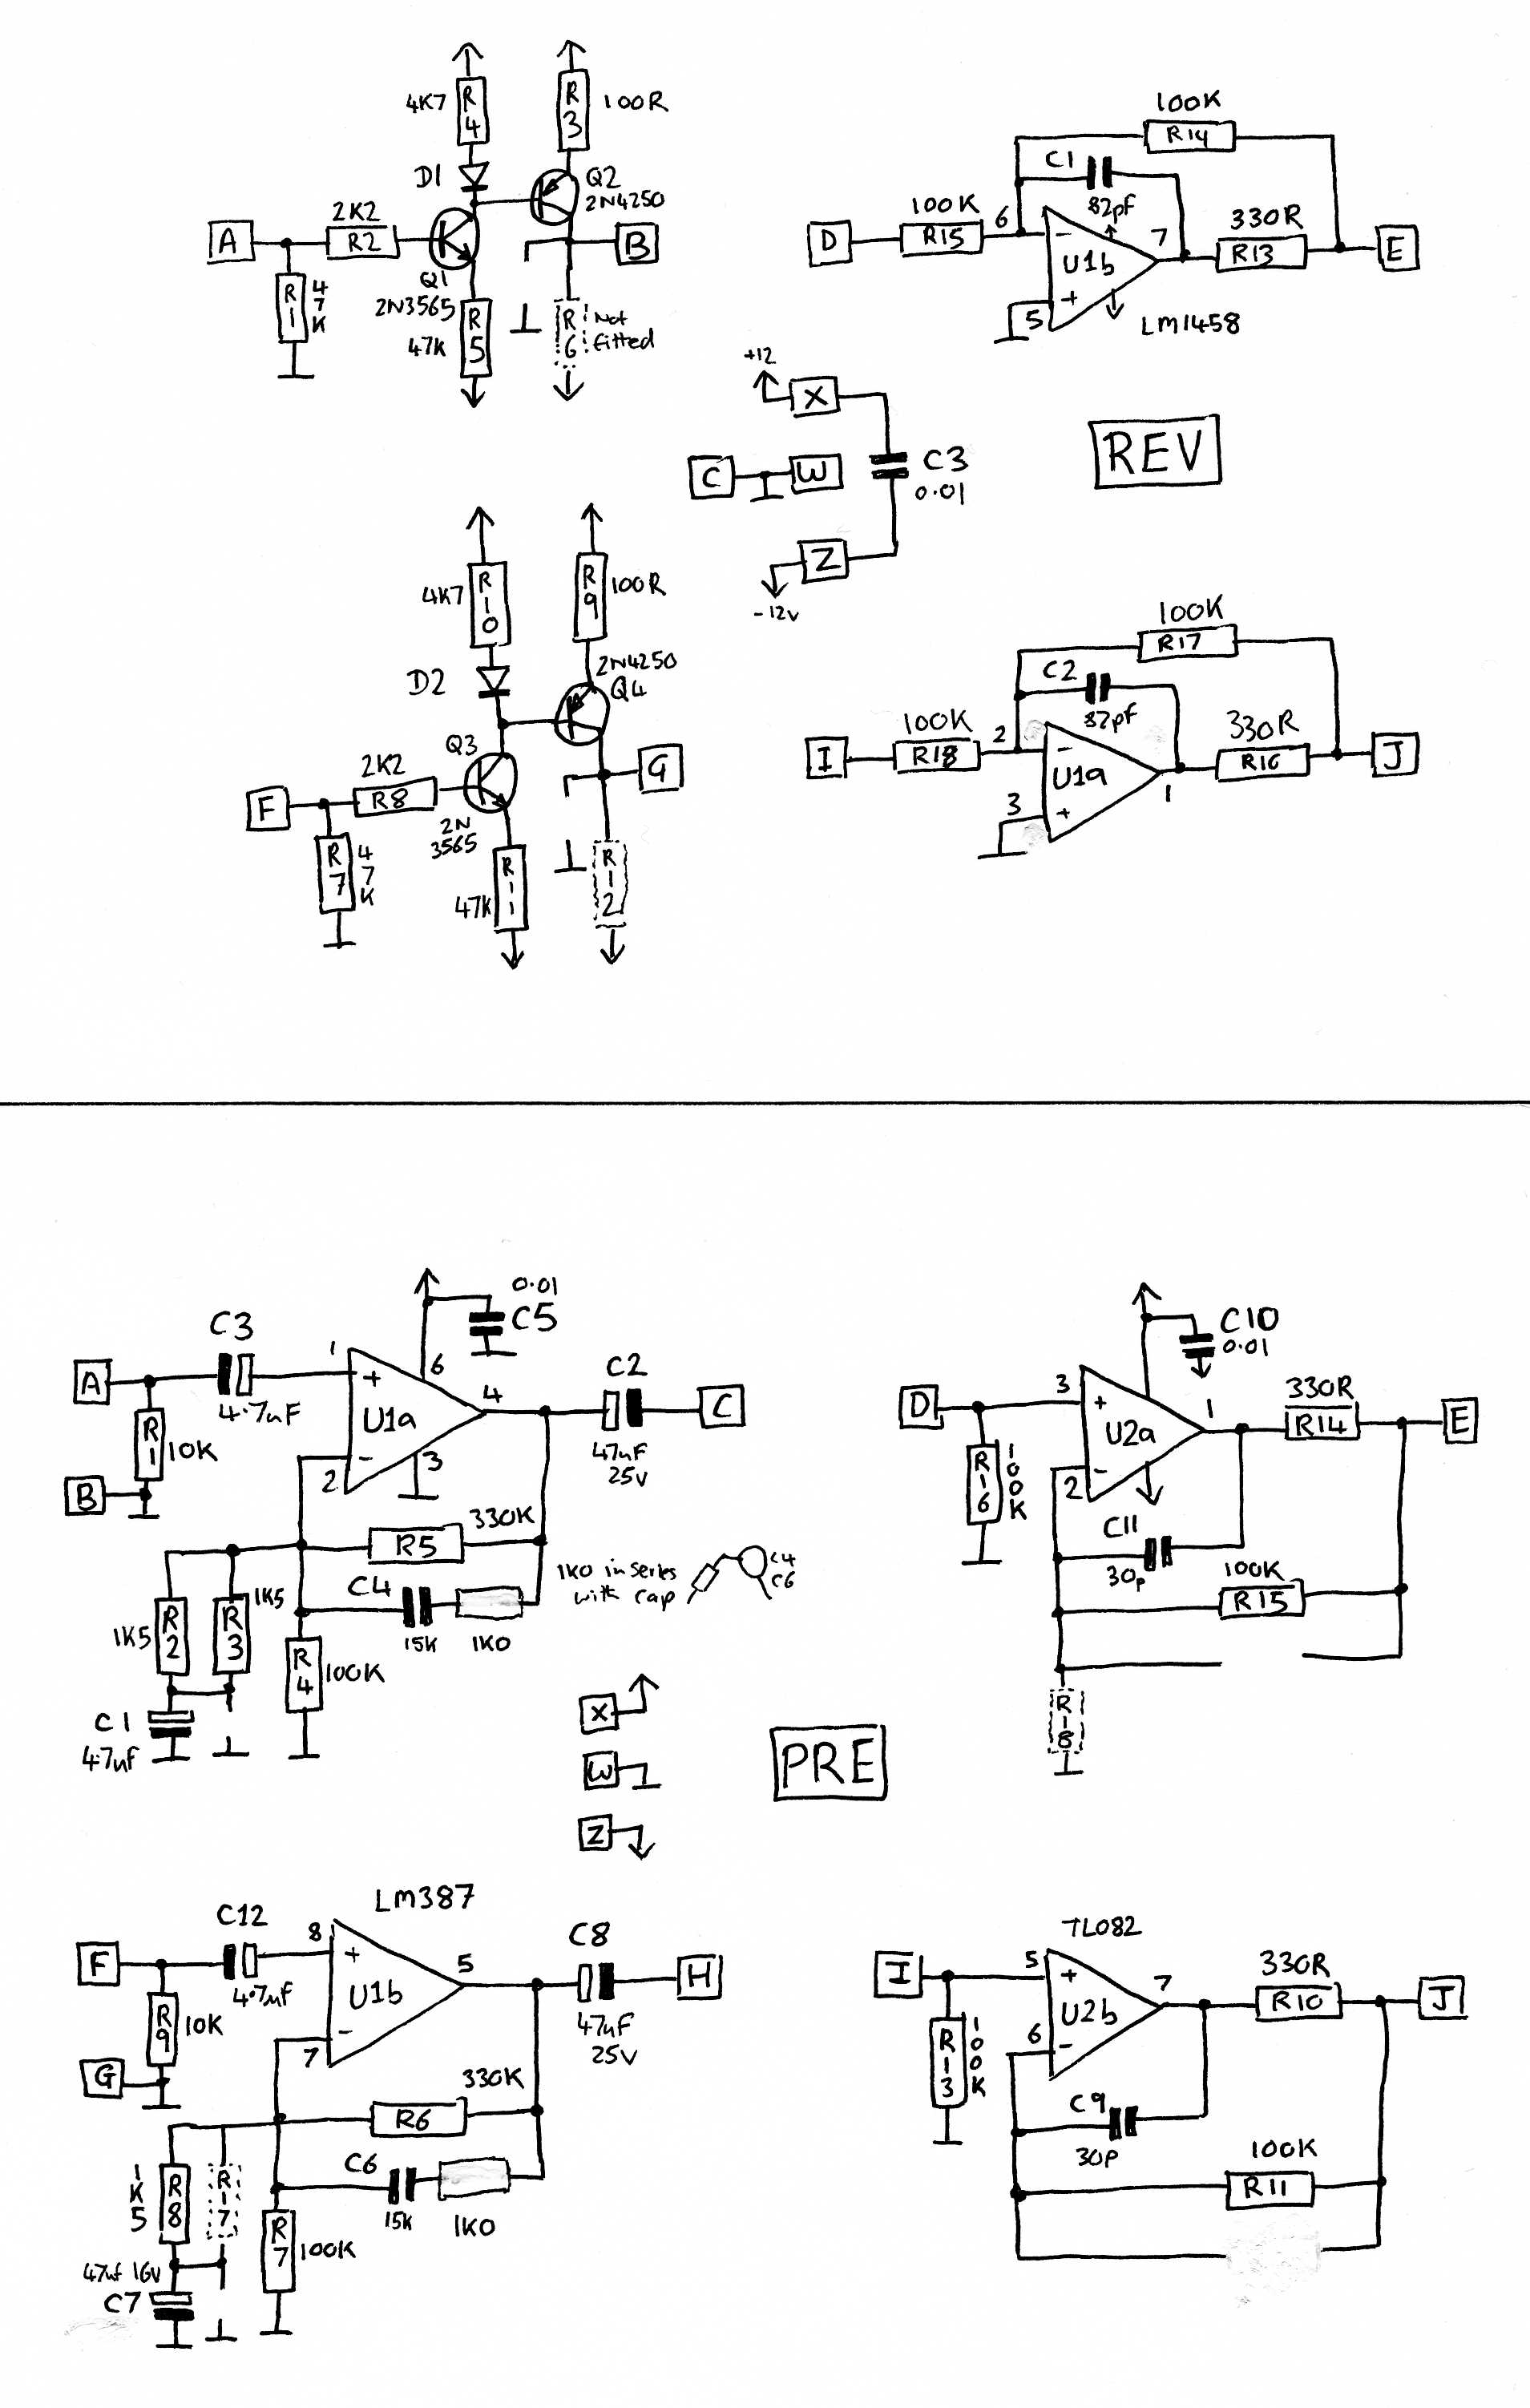 4K7
R4
R3
100R
D1
Q2
2N4250
A
2K2
R2
B
R1
47K
Q1
2N3565
47K
R5
R6
Not
fitted
100K
R14
C1
82pf
D
100K
R15
6
7
330R
R13
E
-
U1b
+
5
LM1458
+12
X
C
W
C3
0.01
Z
-12v
REV
4K7
R10
R9
100R
D2
2N4250
Q4
Q3
G
2K2
F
R8
2N
3565
R7
47K
47K
R11
R12
100K
R17
C2
82pf
I
100K
R18
2
-
U1a
3
+
1
330R
R16
J
0.01
C5
C3
A
4.7uF
1
+
6
U1a
4
C2
C
47uF
25V
R1
10K
B
2
-
3
330K
R5
1K0 in series
with cap
C4
C6
1K5
R2
R3
1K5
C4
15K
1K0
R4
100K
C1
47uf
X
W
Z
PRE
C10
0.01
D
3
+
U2a
1
330R
R14
E
R16
100K
2
-
C11
30p
100K
R15
R18
LM387
C12
F
8
+
4.7uf
U1b
5
C8
H
47uF
25V
R9
10K
G
7
-
330K
R6
C6
15K
1K0
1K5
R8
R17
R7
100K
47uf 16V
C7
TL082
I
5
+
U2b
7
330R
R10
J
R13
100K
6
-
C9
30p
100K
R11